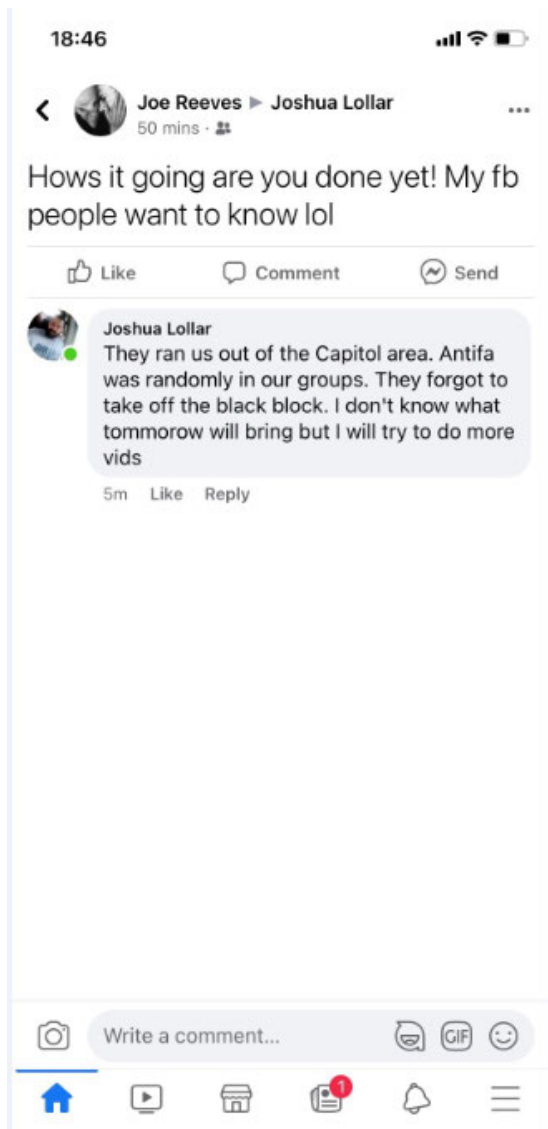 18:46
Joe Reeves ▶ Joshua Lollar
50 mins ·
Hows it going are you done yet! My fb
people want to know lol
Like Comment Send
Joshua Lollar
They ran us out of the Capitol area. Antifa
was randomly in our groups. They forgot to
take off the black block. I don't know what
tommorow will bring but I will try to do more
vids
5m Like Reply
Write a comment... GIF
1